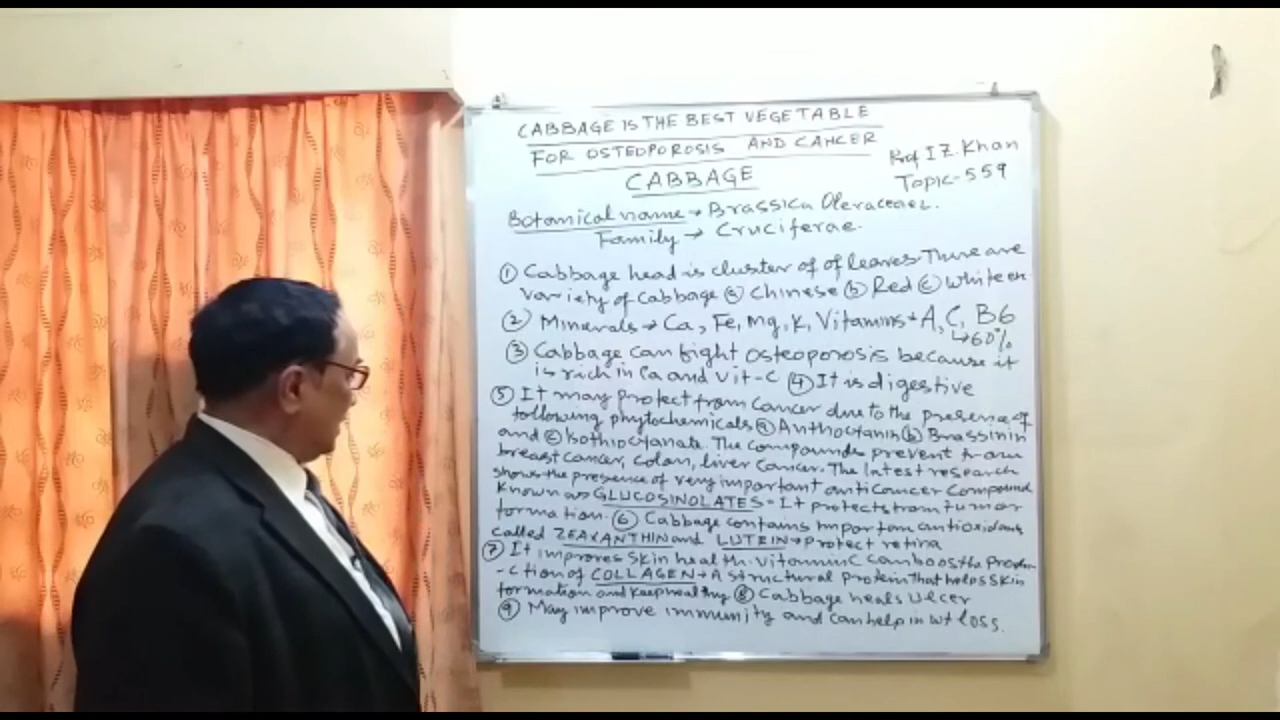 CABBAGE IS THE BEST VEGETABLE
FOR OSTEOPOROSIS AND CANCER
CABBAGE
Prof I Z. Khan
Topic-559
Botanical name → Brassica Oleraceae.
Family → Cruciferae.
① Cabbage head is cluster of of leaves There are
variety of cabbage ⓐ Chinese ⓑ Red ⓒ White en
② Minerals → Ca, Fe, Mg, K, Vitamins → A, C, B6
↳ 60%
③ Cabbage can fight osteoporosis because it
is rich in Ca and Vit-C ④ It is digestive
⑤ It may protect from cancer due to the presence of
following phytochemicals ⓐ Anthocyanin ⓑ Brassinin
and ⓒ Isothiocyanate. The compounds prevent from
breast cancer, colon, liver cancer. The latest research
shows the presence of very important anticancer compound
Known as GLUCOSINOLATES - It protects from tumor
formation. ⑥ Cabbage contains important antioxidants
called ZEAXANTHIN and LUTEIN → protect retina
⑦ It improves skin health. Vitamin C can boost the produ
-ction of COLLAGEN → A structural protein that helps skin
formation and keep healthy ⑧ Cabbage heals ulcer
⑨ May improve immunity and can help in wt loss.